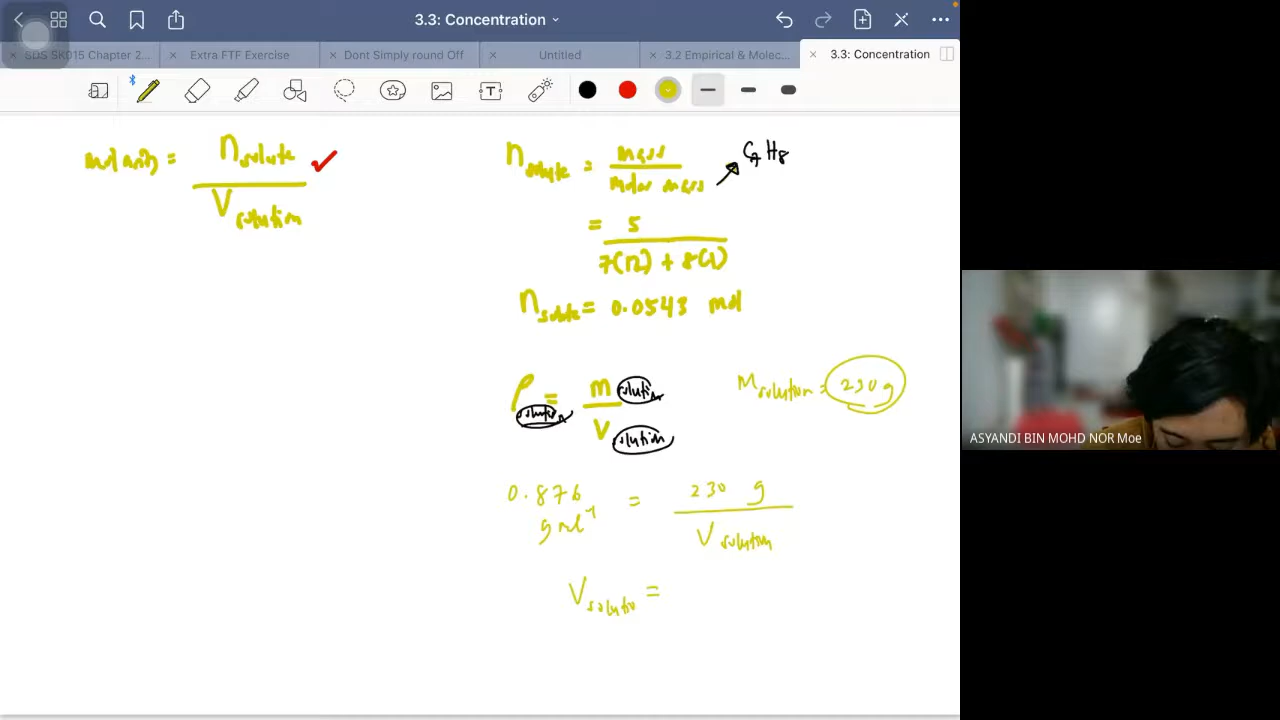 3.3: Concentration
SDS SK015 Chapter 2...
Extra FTF Exercise
Dont Simply round Off
Untitled
3.2 Empirical & Molec...
3.3: Concentration
molarity = n solute / V solution
n solute = mass / molar mass
C7H8
= 5 / 7(12) + 8(1)
n solute = 0.0543 mol
ρ solution = m solution / V solution
M solution = 230 g
0.876 g ml⁻¹ = 230 g / V solution
V solutio =
ASYANDI BIN MOHD NOR Moe